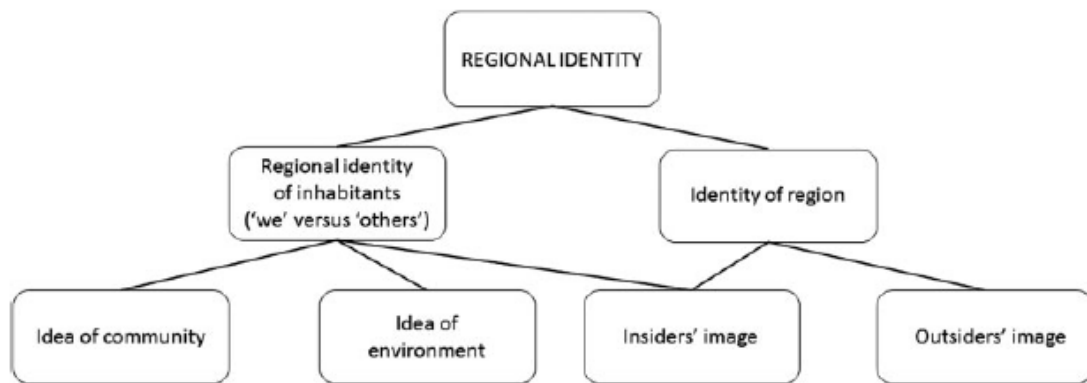 REGIONAL IDENTITY
Regional identity
of inhabitants
(‘we’ versus ‘others’)
Identity of region
Idea of community
Idea of
environment
Insiders’ image
Outsiders’ image